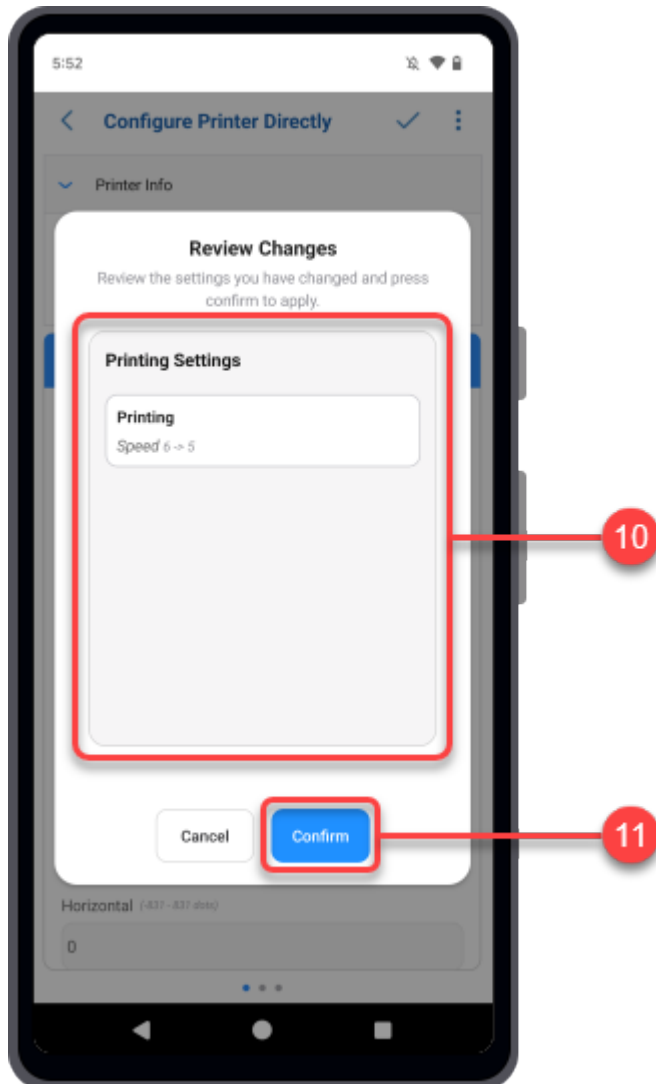 5:52
Configure Printer Directly
Printer Info
Review Changes
Review the settings you have changed and press
confirm to apply.
Printing Settings
Printing
Speed 6 -> 5
10
Cancel
Confirm
11
Horizontal (-831 - 831 dots)
0